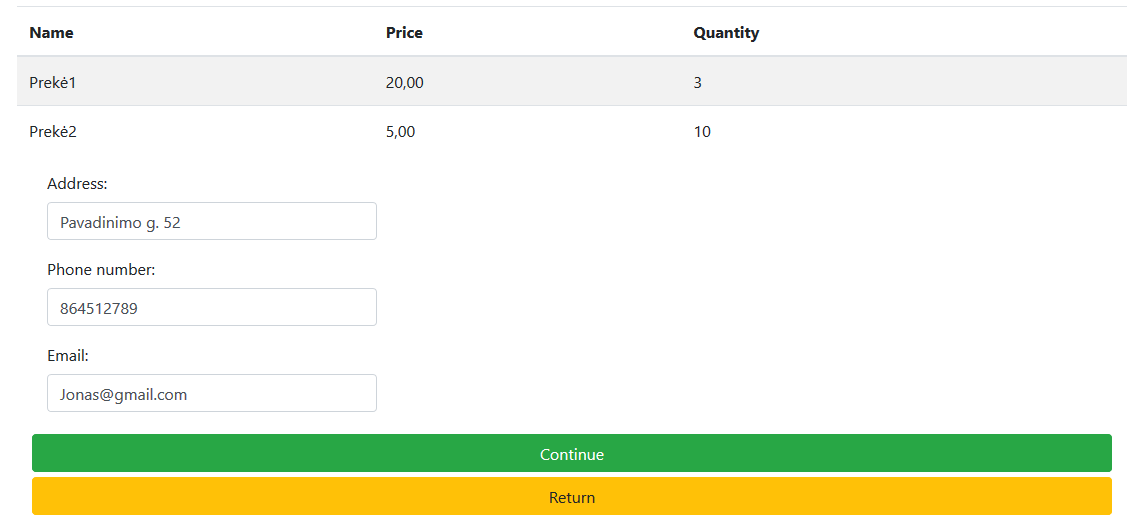 Name Price Quantity
Prekė1 20,00 3
Prekė2 5,00 10
Address:
Pavadinimo g. 52
Phone number:
864512789
Email:
Jonas@gmail.com
Continue
Return